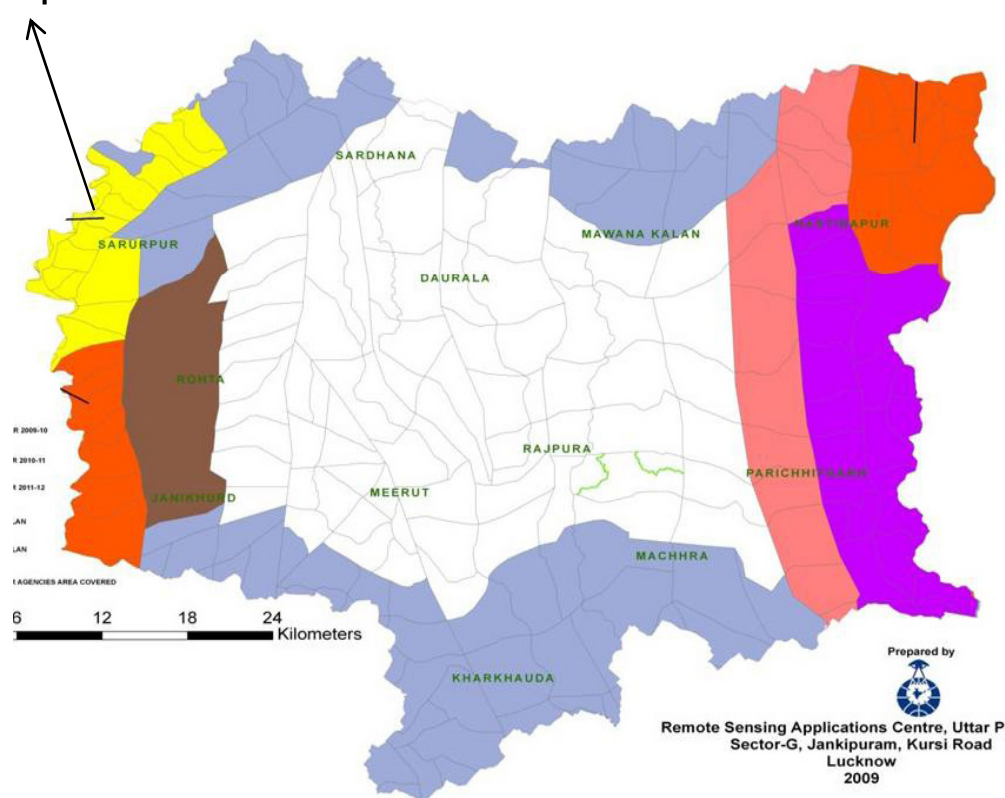 SARDHANA
SARURPUR
MAWANA KALAN
HASTINAPUR
DAURALA
ROHTA
R 2009-10
RAJPURA
R 2010-11
PARICHHITGARH
R 2011-12
MEERUT
JANIKHURD
LAN
LAN
MACHHRA
AGENCIES AREA COVERED
6 12 18 24
Kilometers
KHARKHAUDA
Prepared by
Remote Sensing Applications Centre, Uttar P
Sector-G, Jankipuram, Kursi Road
Lucknow
2009